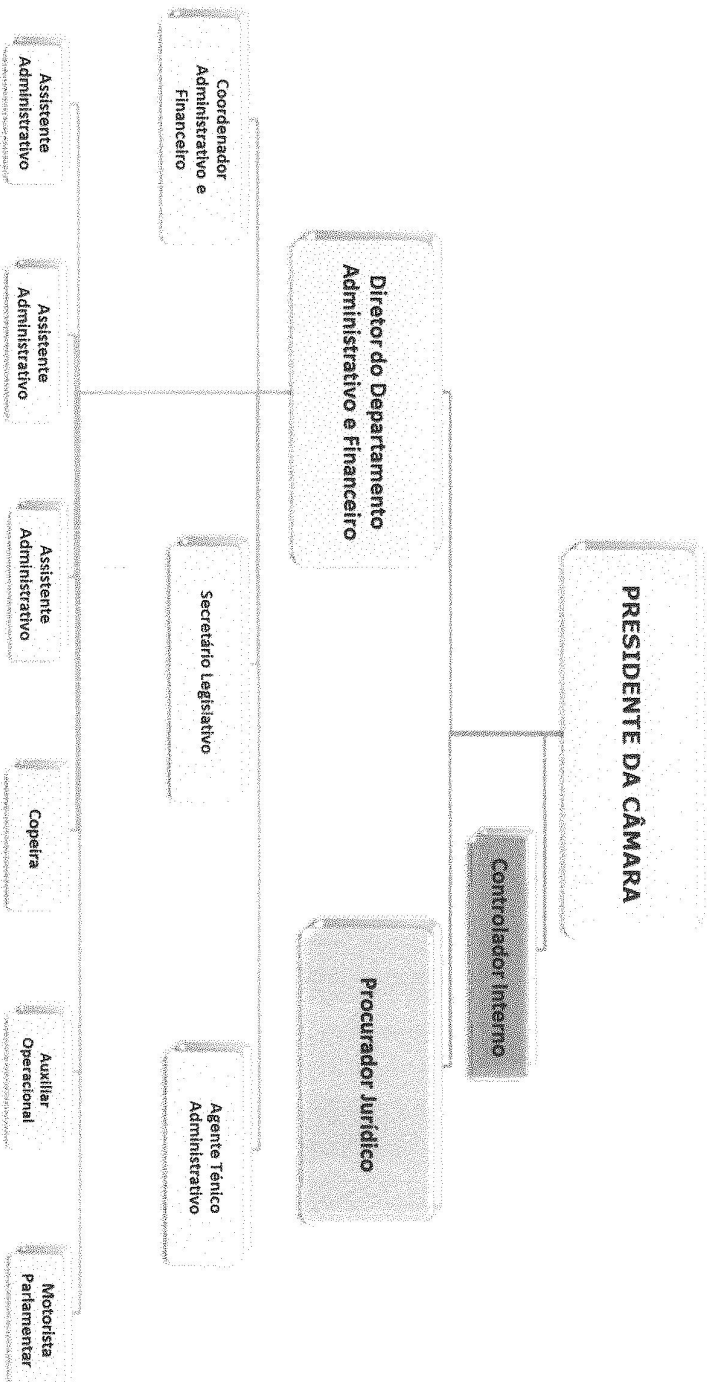 PRESIDENTE DA CÂMARA
Controlador Interno
Diretor do Departamento
Administrativo e Financeiro
Procurador Jurídico
Coordenador
Administrativo e
Financeiro
Secretário Legislativo
Agente Ténico
Administrativo
Assistente
Administrativo
Assistente
Administrativo
Assistente
Administrativo
Copeira
Auxiliar
Operacional
Motorista
Parlamentar